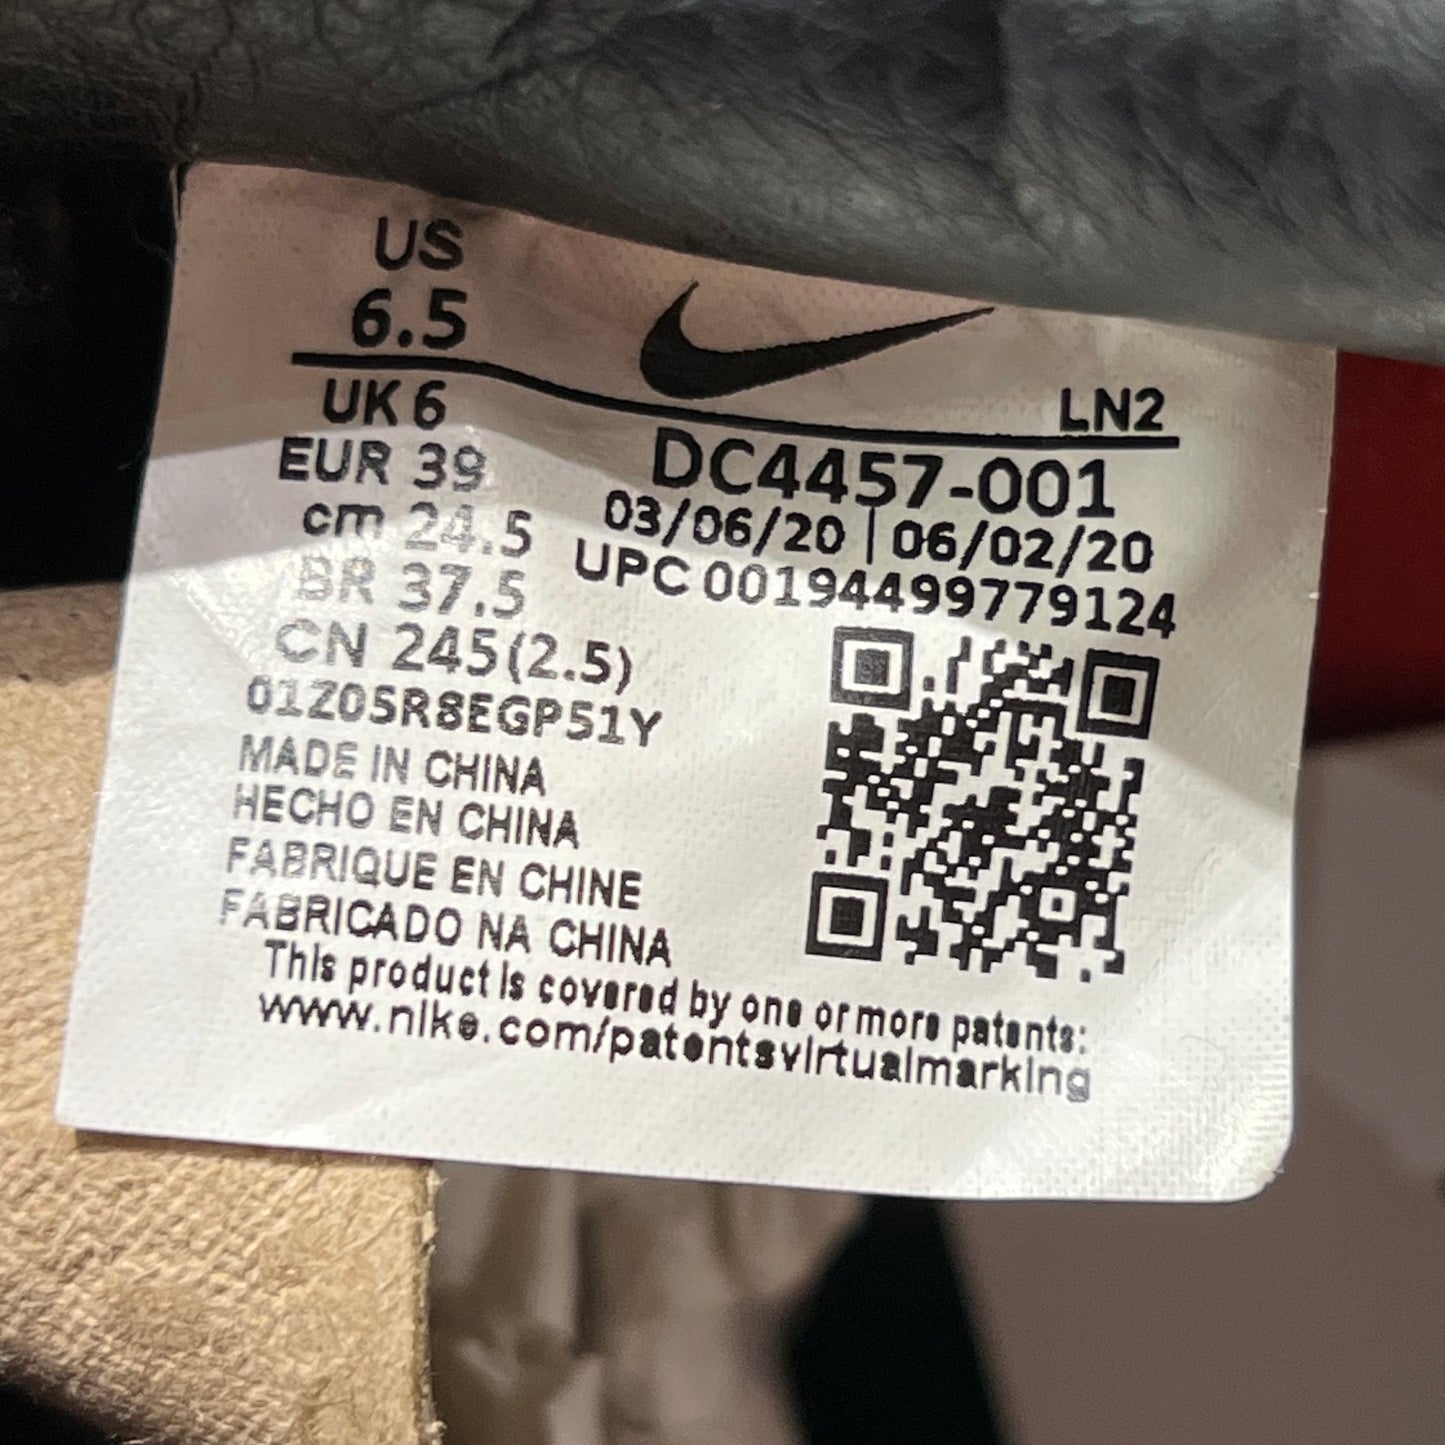 US
6.5
UK 6
LN2
EUR 39
DC4457-001
cm 24.5
03/06/20 | 06/02/20
BR 37.5
UPC 00194499779124
CN 245(2.5)
01Z05R8EGP51Y
MADE IN CHINA
HECHO EN CHINA
FABRIQUE EN CHINE
FABRICADO NA CHINA
This product is covered by one or more patents:
www.nike.com/patentsvirtualmarking